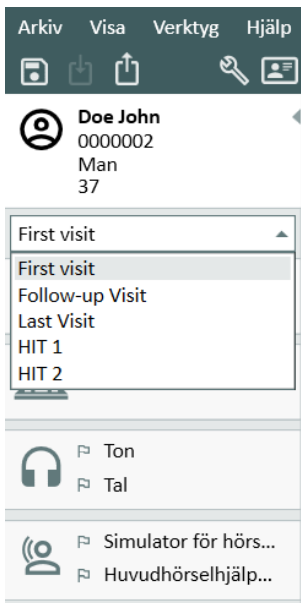 Arkiv Visa Verktyg Hjälp
Doe John
0000002
Man
37
First visit
First visit
Follow-up Visit
Last Visit
HIT 1
HIT 2
Ton
Tal
Simulator för hörs...
Huvudhörselhjälp...